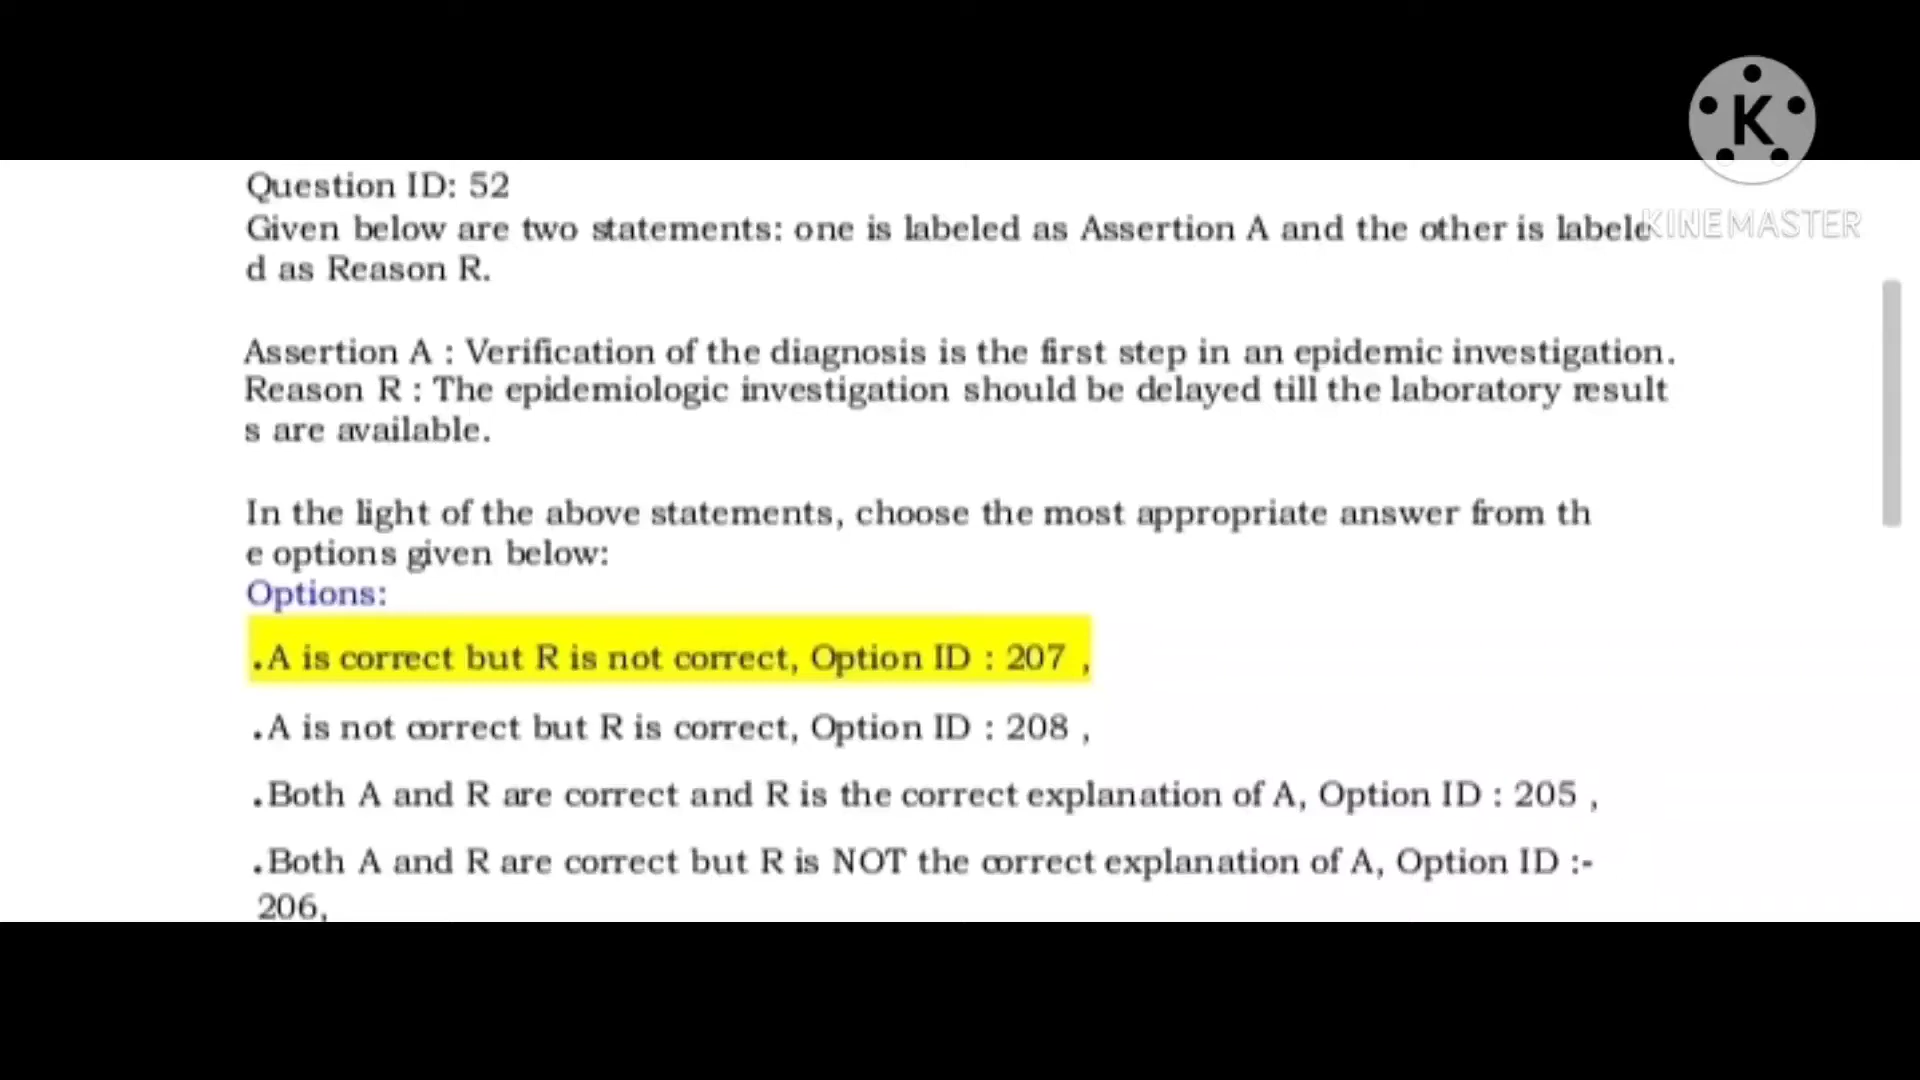 K
KINEMASTER
Question ID: 52
Given below are two statements: one is labeled as Assertion A and the other is labele
d as Reason R.
Assertion A : Verification of the diagnosis is the first step in an epidemic investigation.
Reason R : The epidemiologic investigation should be delayed till the laboratory result
s are available.
In the light of the above statements, choose the most appropriate answer from th
e options given below:
Options:
.A is correct but R is not correct, Option ID : 207 ,
.A is not correct but R is correct, Option ID : 208 ,
.Both A and R are correct and R is the correct explanation of A, Option ID : 205 ,
.Both A and R are correct but R is NOT the correct explanation of A, Option ID :-
206,